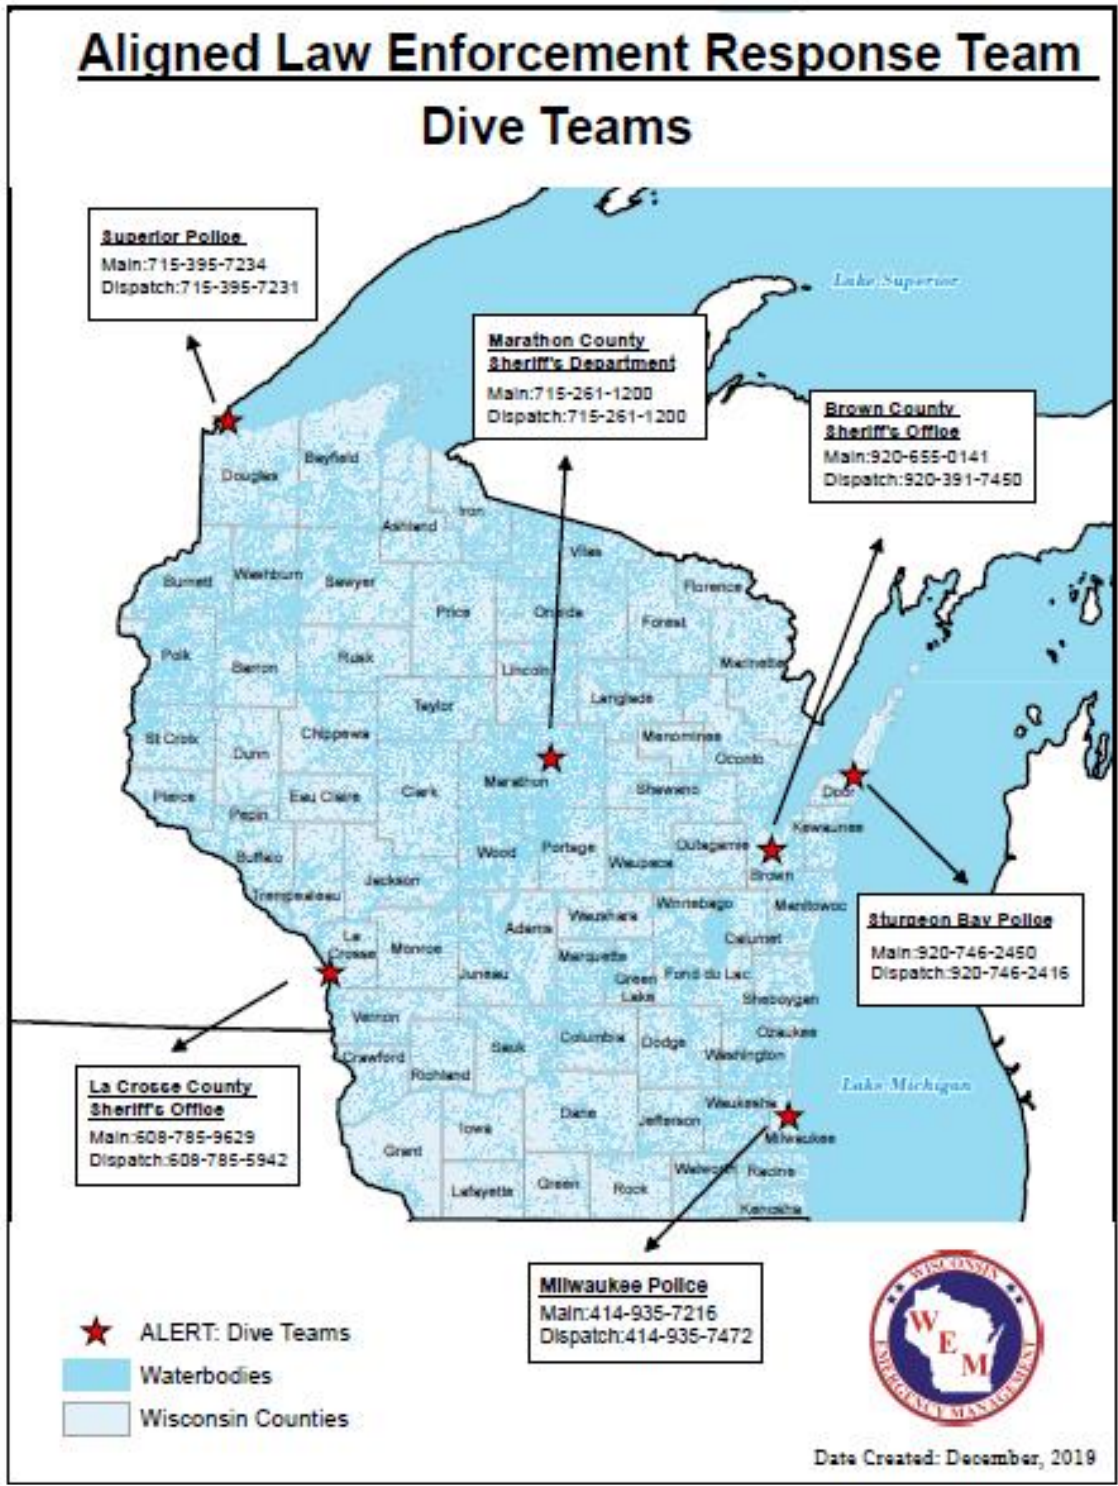 Aligned Law Enforcement Response Team
Dive Teams
Superior Police
Main:715-395-7234
Dispatch:715-395-7231
Lake Superior
Marathon County
Sheriff's Department
Main:715-261-1200
Dispatch:715-261-1200
Brown County
Sheriff's Office
Main:920-655-0141
Dispatch:920-391-7450
Douglas
Bayfield
Ashland
Iron
Vilas
Burnett
Washburn
Sawyer
Price
Oneida
Florence
Forest
Polk
Barron
Rusk
Lincoln
Marinette
Langlade
Taylor
St Croix
Dunn
Chippewa
Menominee
Oconto
Pierce
Pepin
Eau Claire
Clark
Marathon
Shawano
Door
Kewaunee
Buffalo
Wood
Portage
Waupaca
Outagamie
Brown
Trempealeau
Jackson
Adams
Waushara
Winnebago
Manitowoc
La
Crosse
Monroe
Juneau
Marquette
Green
Lake
Fond du Lac
Calumet
Sheboygan
Sturgeon Bay Police
Main:920-746-2450
Dispatch:920-746-2416
Vernon
Crawford
Richland
Sauk
Columbia
Dodge
Washington
Ozaukee
Lake Michigan
La Crosse County
Sheriff's Office
Main:608-785-9629
Dispatch:608-785-5942
Grant
Iowa
Dane
Jefferson
Waukesha
Milwaukee
Lafayette
Green
Rock
Walworth
Racine
Kenosha
Milwaukee Police
Main:414-935-7216
Dispatch:414-935-7472
ALERT: Dive Teams
Waterbodies
Wisconsin Counties
WISCONSIN
WEM
EMERGENCY MANAGEMENT
Date Created: December, 2019